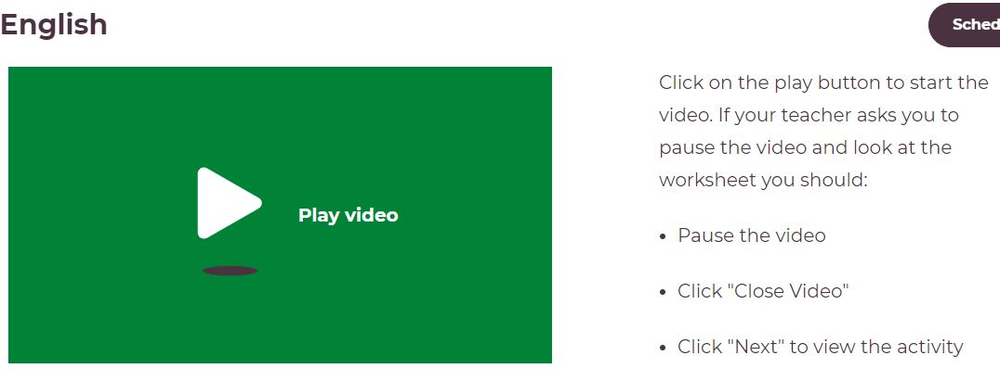 English
Sched
Play video
Click on the play button to start the
video. If your teacher asks you to
pause the video and look at the
worksheet you should:
• Pause the video
• Click "Close Video"
• Click "Next" to view the activity